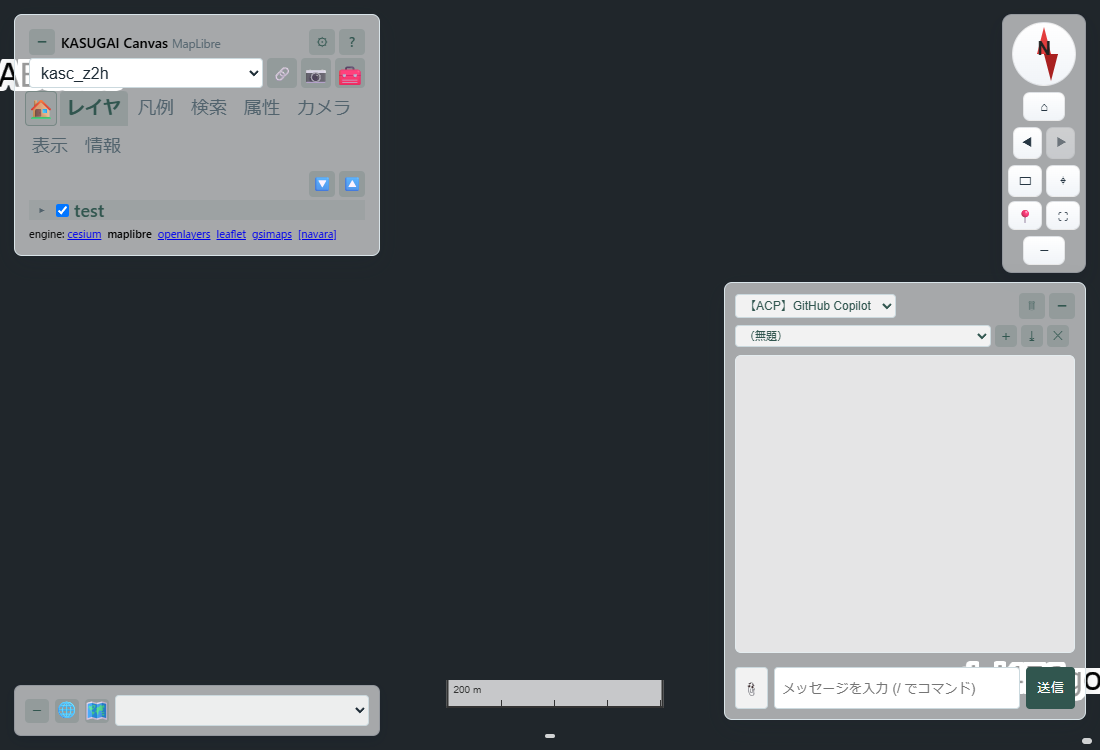 KASUGAI Canvas MapLibre
?
kasc_z2h
レイヤ 凡例 検索 属性 カメラ
表示 情報
test
engine: cesium maplibre openlayers leaflet gsimaps [navara]
N
【ACP】GitHub Copilot
（無題）
メッセージを入力 (/ でコマンド)
送信
200 m